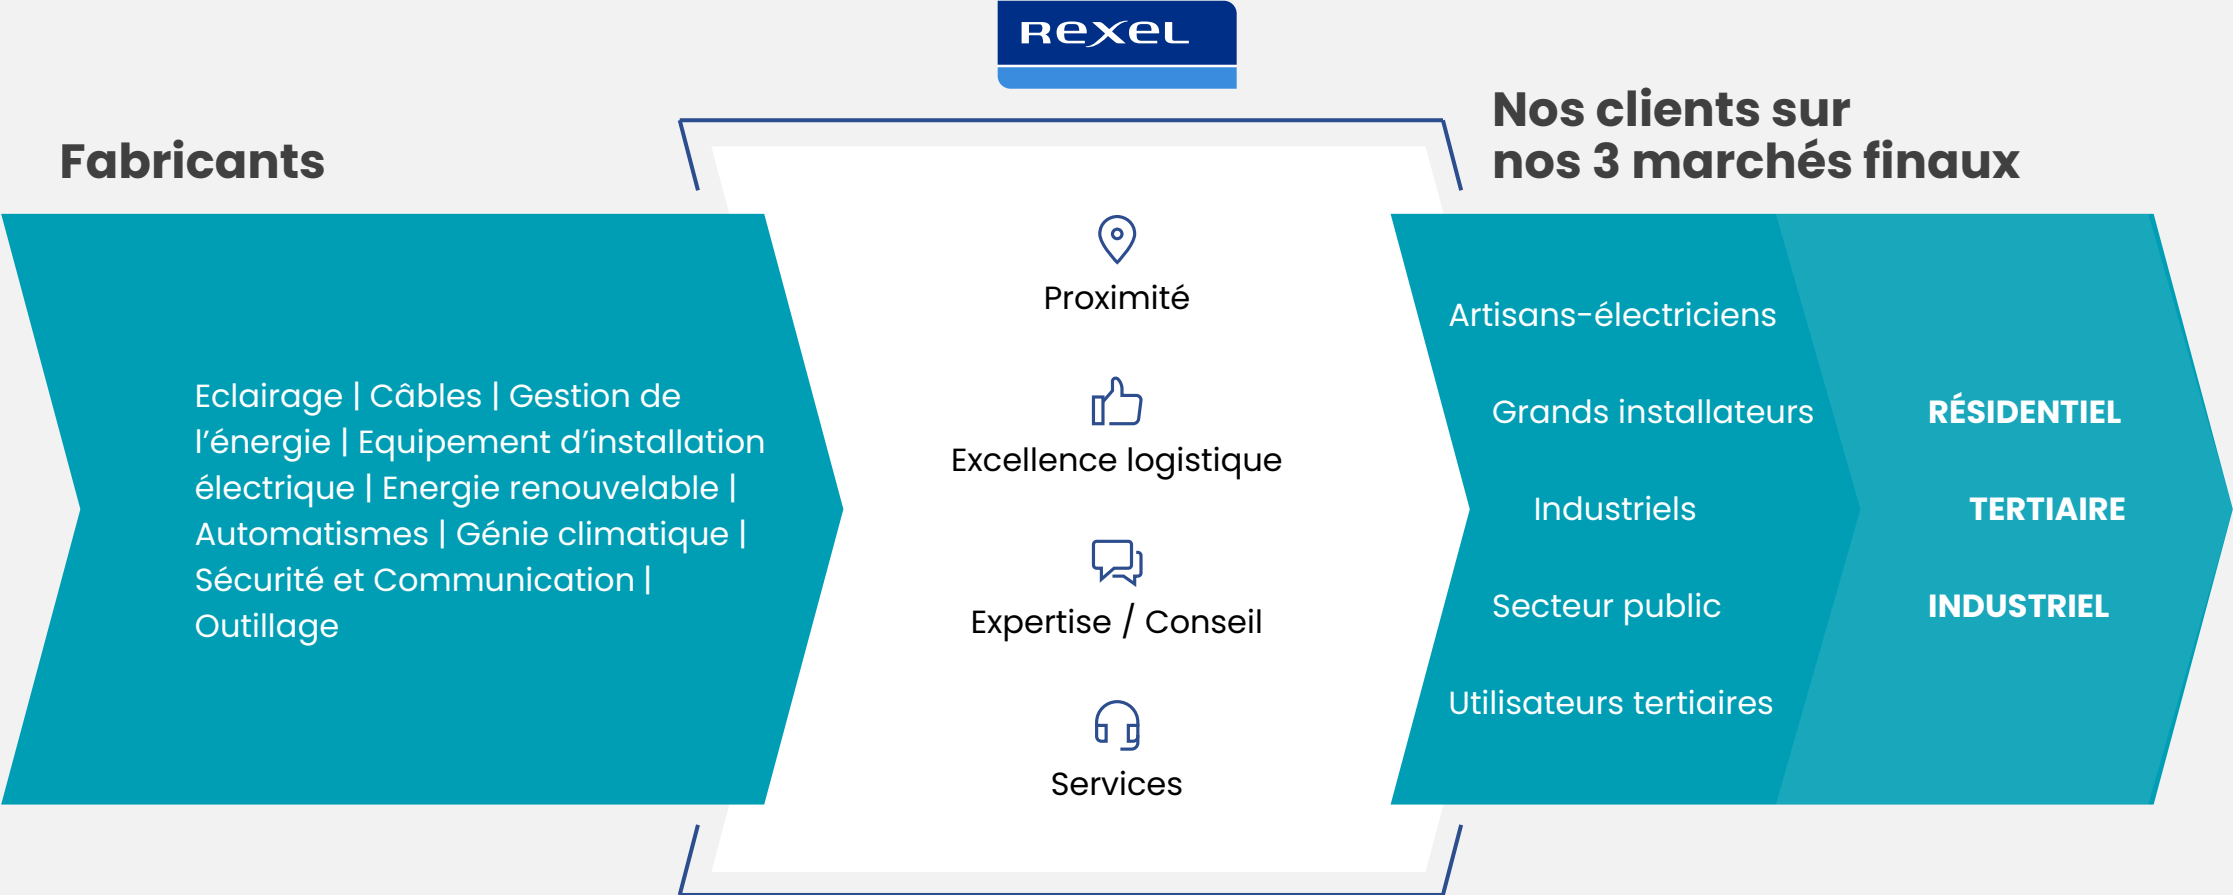 REXEL
Fabricants
Eclairage | Câbles | Gestion de
l’énergie | Equipement d’installation
électrique | Energie renouvelable |
Automatismes | Génie climatique |
Sécurité et Communication |
Outillage
Proximité
Excellence logistique
Expertise / Conseil
Services
Nos clients sur
nos 3 marchés finaux
Artisans-électriciens
Grands installateurs
Industriels
Secteur public
Utilisateurs tertiaires
RÉSIDENTIEL
TERTIAIRE
INDUSTRIEL